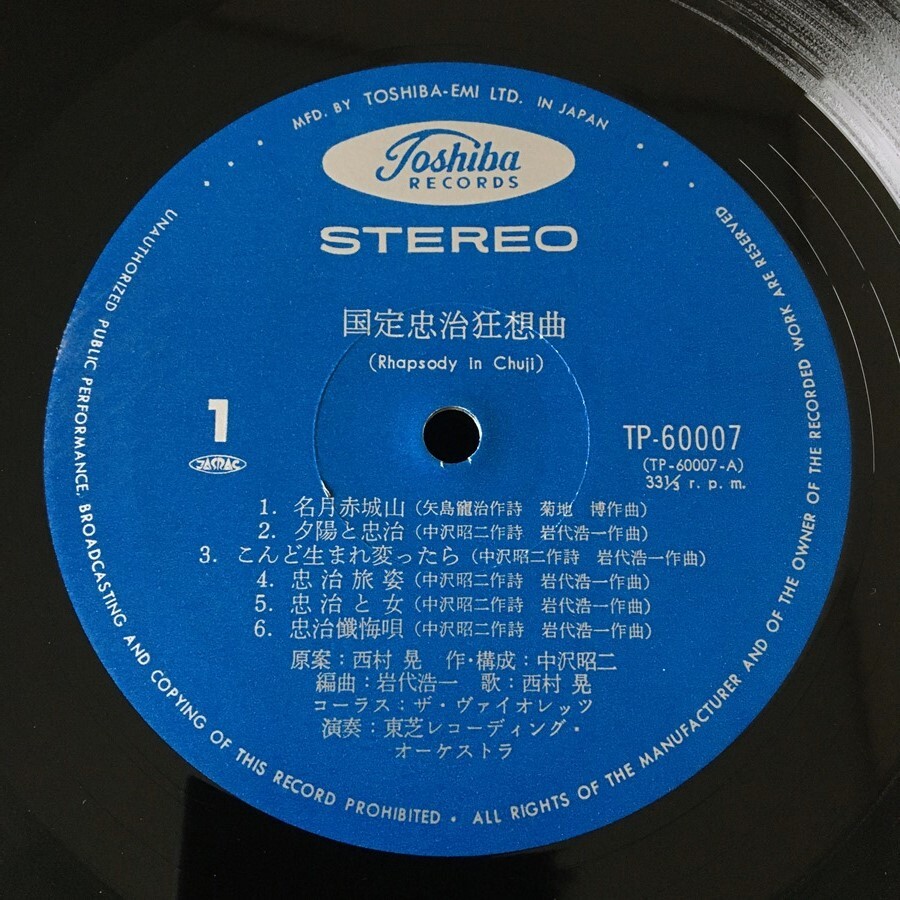 MFD. BY TOSHIBA-EMI LTD. IN JAPAN
Toshiba
RECORDS
STEREO
国定忠治狂想曲
(Rhapsody in Chuji)
1
JASRAC
TP-60007
(TP-60007-A)
33⅓ r. p. m.
1. 名月赤城山 (矢島寵治作詩 菊地 博作曲)
2. 夕陽と忠治 (中沢昭二作詩 岩代浩一作曲)
3. こんど生まれ変ったら (中沢昭二作詩 岩代浩一作曲)
4. 忠治旅姿 (中沢昭二作詩 岩代浩一作曲)
5. 忠治と女 (中沢昭二作詩 岩代浩一作曲)
6. 忠治懺悔唄 (中沢昭二作詩 岩代浩一作曲)
原案：西村 晃 作・構成：中沢昭二
編曲：岩代浩一 歌：西村 晃
コーラス：ザ・ヴァイオレッツ
演奏：東芝レコーディング・
オーケストラ
UNAUTHORIZED PUBLIC PERFORMANCE, BROADCASTING AND COPYING OF THIS RECORD PROHIBITED • ALL RIGHTS OF THE MANUFACTURER AND OF THE OWNER OF THE RECORDED WORK ARE RESERVED